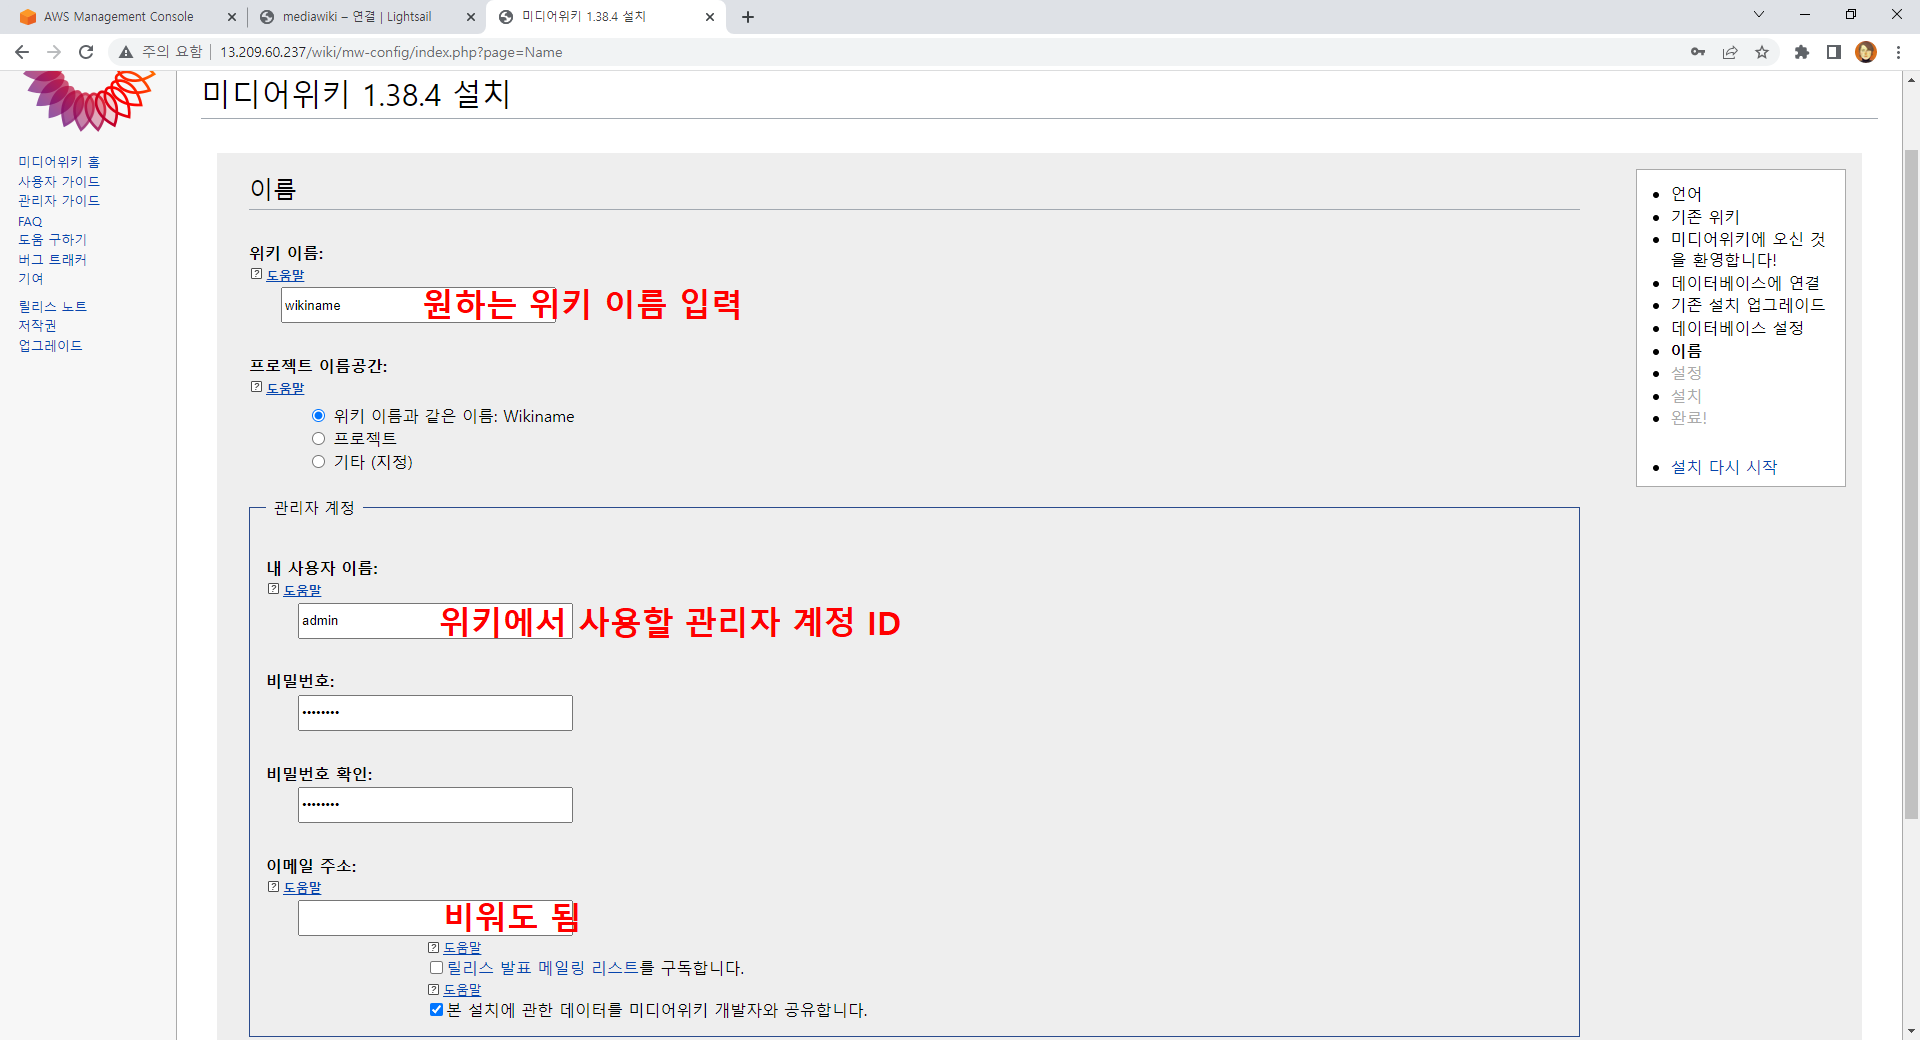 AWS Management Console
mediawiki – 연결 | Lightsail
미디어위키 1.38.4 설치
주의 요함
13.209.60.237/wiki/mw-config/index.php?page=Name
미디어위키 1.38.4 설치
미디어위키 홈
사용자 가이드
관리자 가이드
FAQ
도움 구하기
버그 트래커
기여
릴리스 노트
저작권
업그레이드
이름
위키 이름:
도움말
wikiname
원하는 위키 이름 입력
프로젝트 이름공간:
도움말
위키 이름과 같은 이름: Wikiname
프로젝트
기타 (지정)
관리자 계정
내 사용자 이름:
도움말
admin
위키에서 사용할 관리자 계정 ID
비밀번호:
••••••••
비밀번호 확인:
••••••••
이메일 주소:
도움말
비워도 됨
도움말
릴리스 발표 메일링 리스트를 구독합니다.
도움말
본 설치에 관한 데이터를 미디어위키 개발자와 공유합니다.
언어
기존 위키
미디어위키에 오신 것
을 환영합니다!
데이터베이스에 연결
기존 설치 업그레이드
데이터베이스 설정
이름
설정
설치
완료!
설치 다시 시작